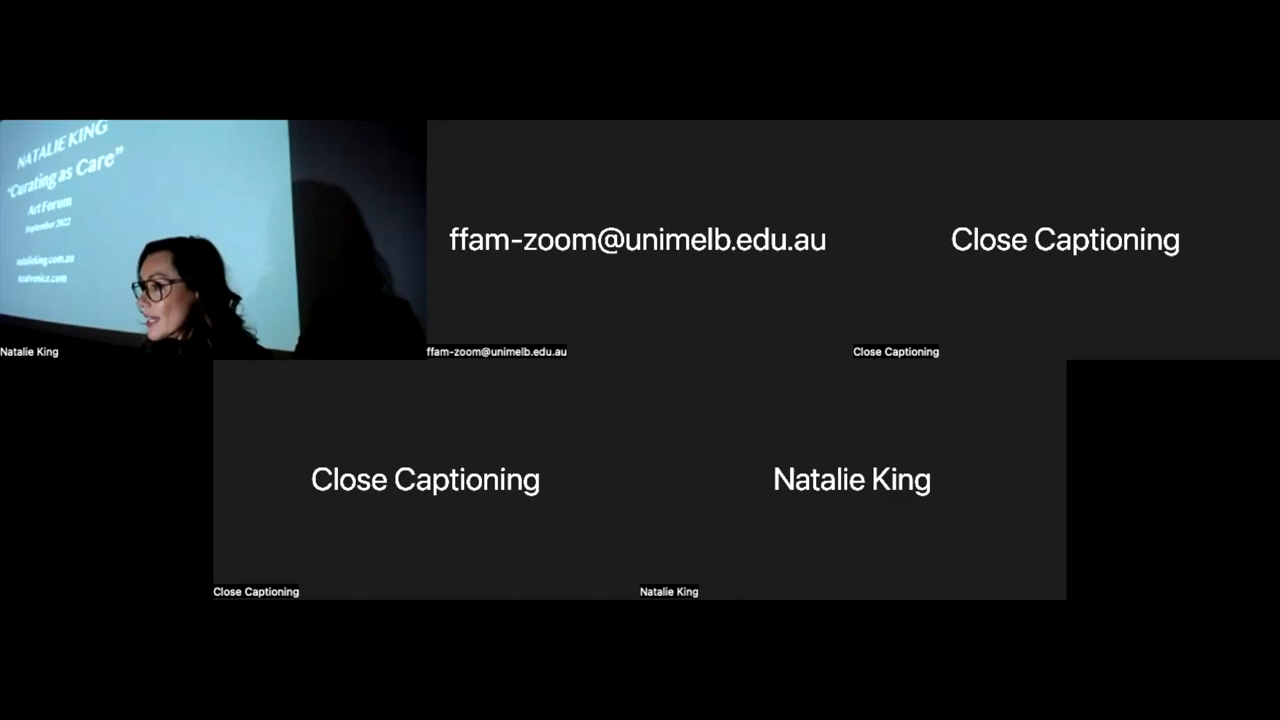 NATALIE KING
"Curating as Care"
Art Forum
September 2022
natalieking.com.au
nzatvenice.com
Natalie King
ffam-zoom@unimelb.edu.au
ffam-zoom@unimelb.edu.au
Close Captioning
Close Captioning
Close Captioning
Close Captioning
Natalie King
Natalie King